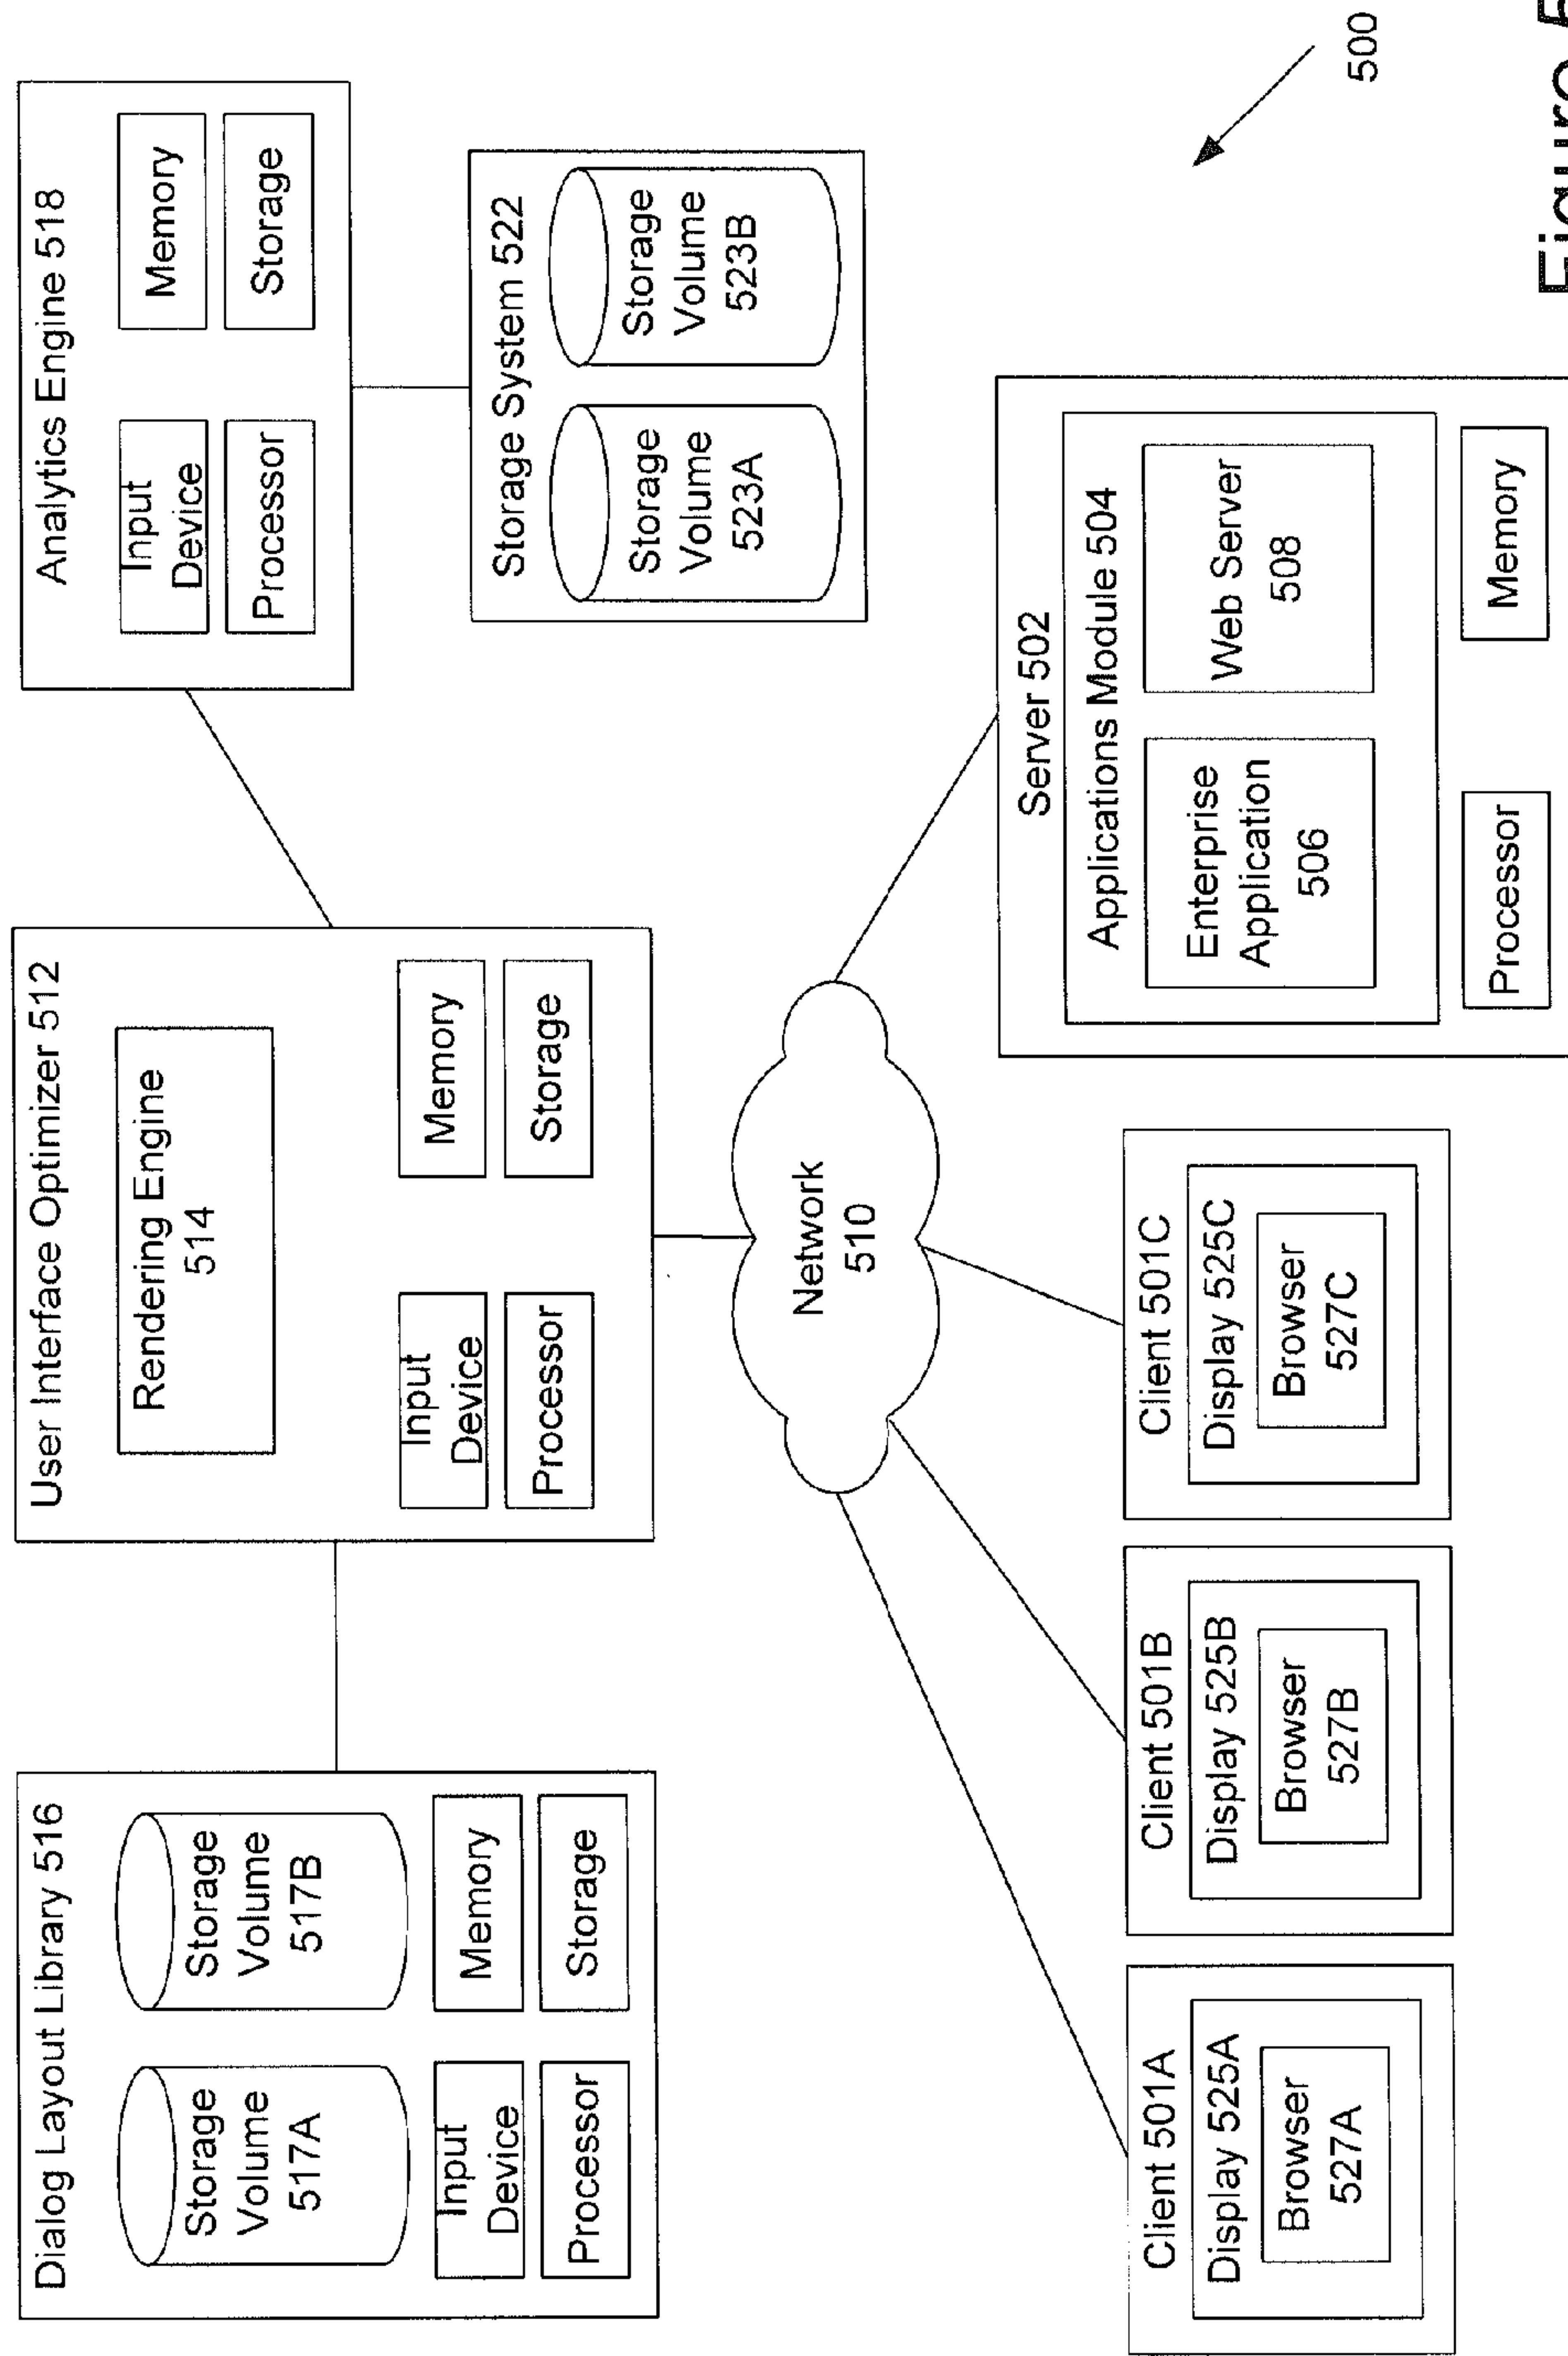 Dialog Layout Library 516
Storage
Volume
517A
Storage
Volume
517B
Input
Device
Memory
Processor
Storage
User Interface Optimizer 512
Rendering Engine
514
Input
Device
Memory
Processor
Storage
Analytics Engine 518
Input
Device
Memory
Processor
Storage
Storage System 522
Storage
Volume
523A
Storage
Volume
523B
Network
510
Client 501A
Display 525A
Browser
527A
Client 501B
Display 525B
Browser
527B
Client 501C
Display 525C
Browser
527C
Server 502
Applications Module 504
Enterprise
Application
506
Web Server
508
Processor
Memory
500
Figure 5